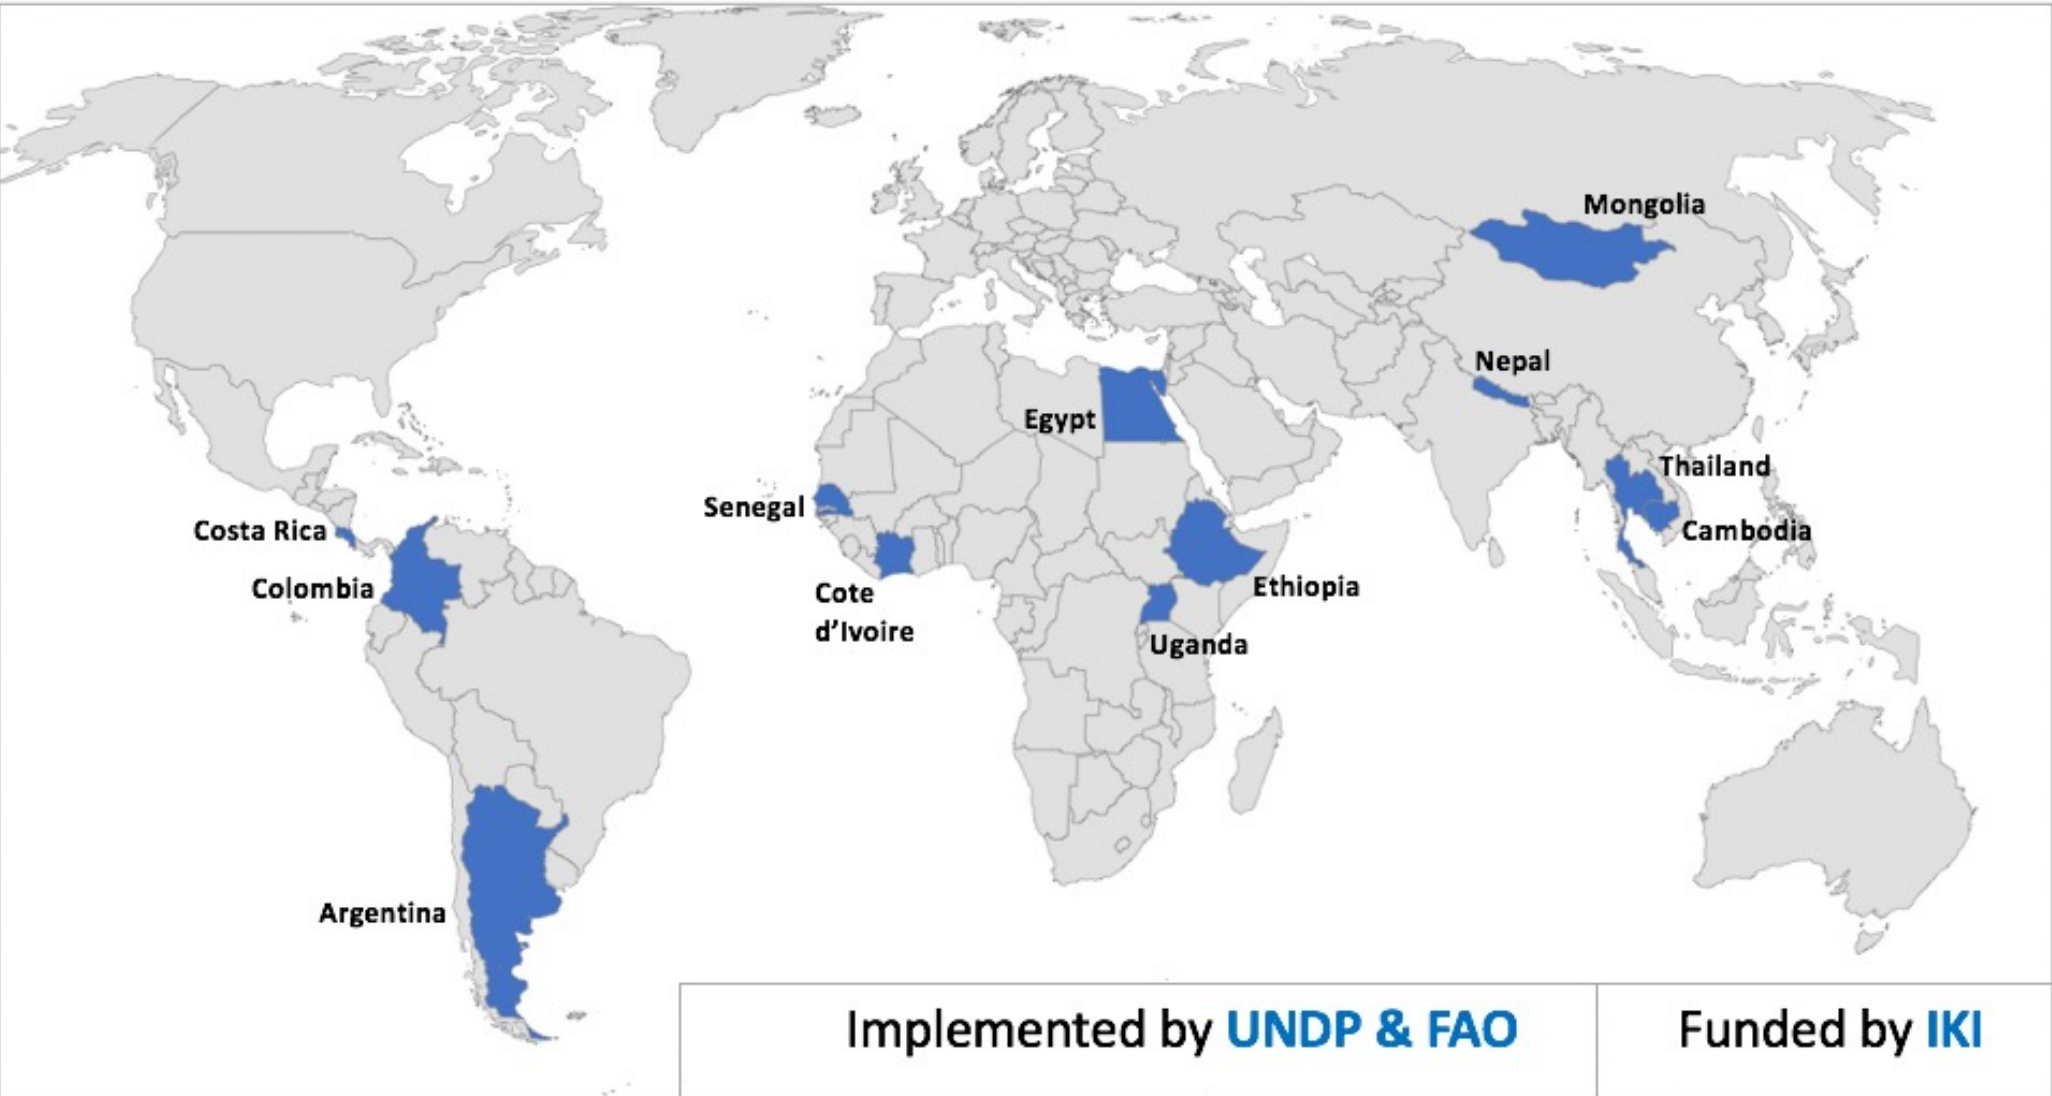 Mongolia
Nepal
Egypt
Thailand
Senegal
Costa Rica
Cambodia
Colombia
Ethiopia
Cote
d’Ivoire
Uganda
Argentina
Implemented by UNDP & FAO
Funded by IKI